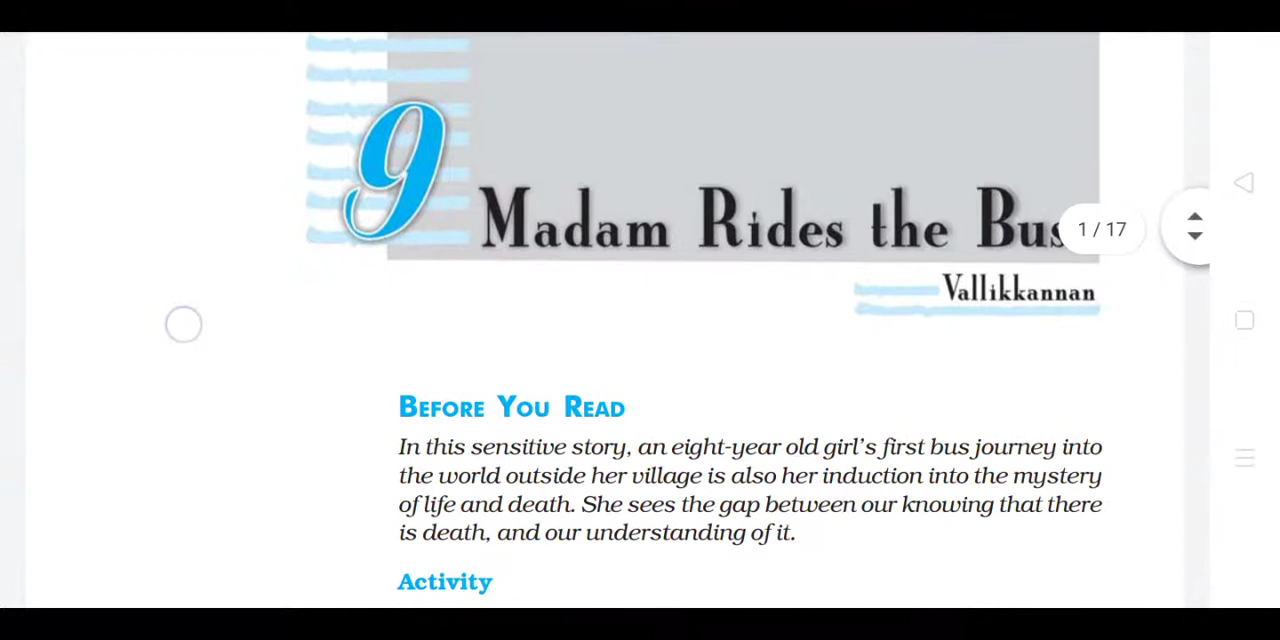 9
Madam Rides the Bus
1 / 17
Vallikkannan
BEFORE YOU READ
In this sensitive story, an eight-year old girl's first bus journey into
the world outside her village is also her induction into the mystery
of life and death. She sees the gap between our knowing that there
is death, and our understanding of it.
Activity